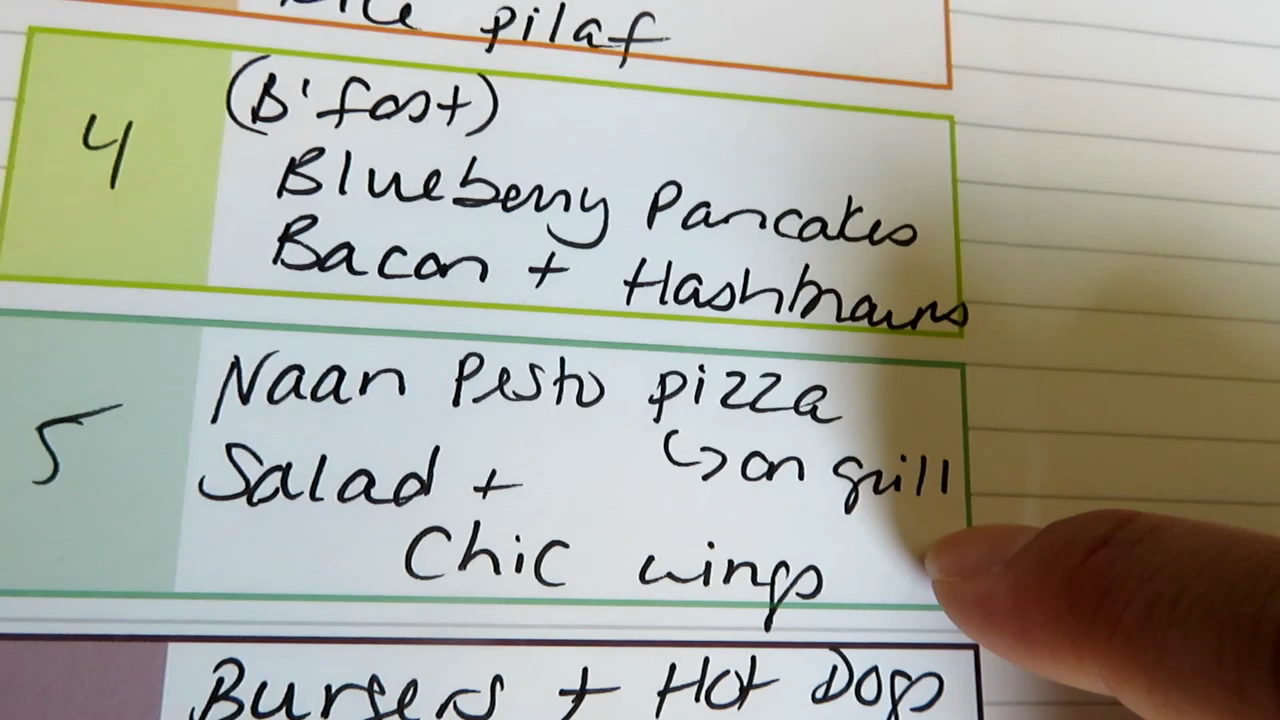 pilaf
4
(B'fast)
Blueberry Pancakes
Bacon + Hashbrowns
5
Naan Pesto pizza
↳ on grill
Salad +
Chic wings
Burgers + Hot Dogs